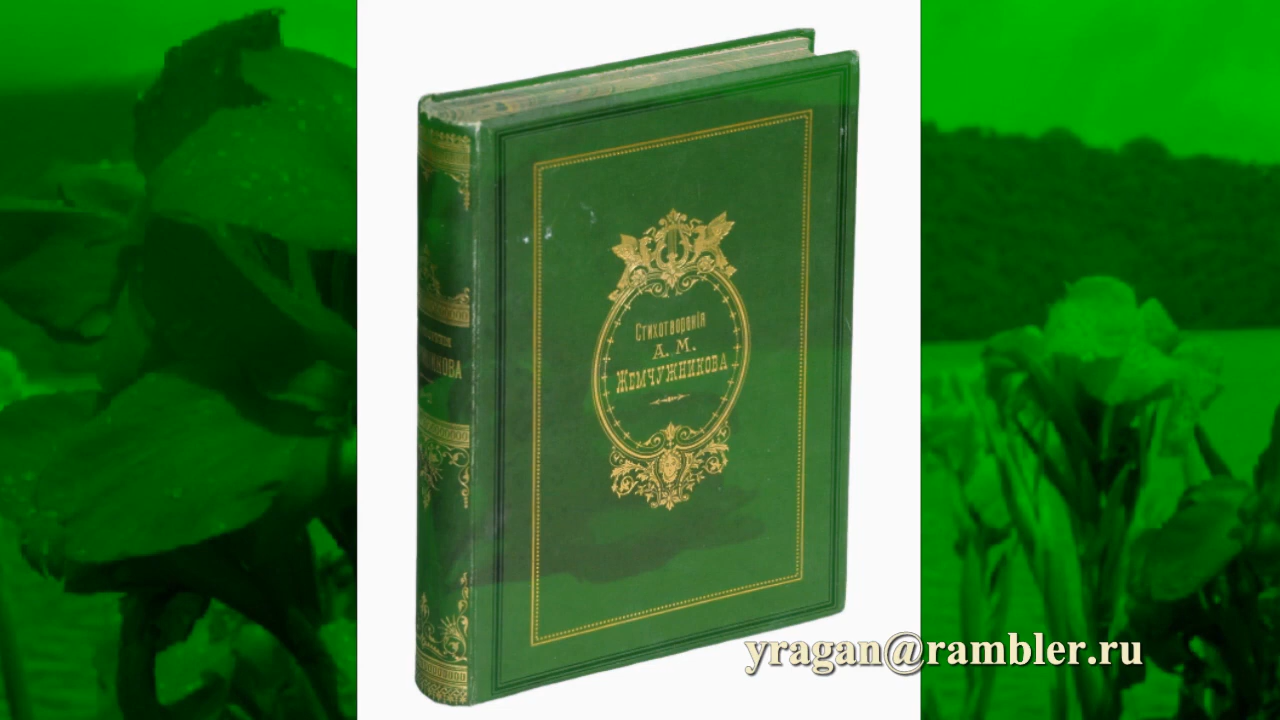 Стихотворенія
А. М.
Жемчужникова
yragan@rambler.ru